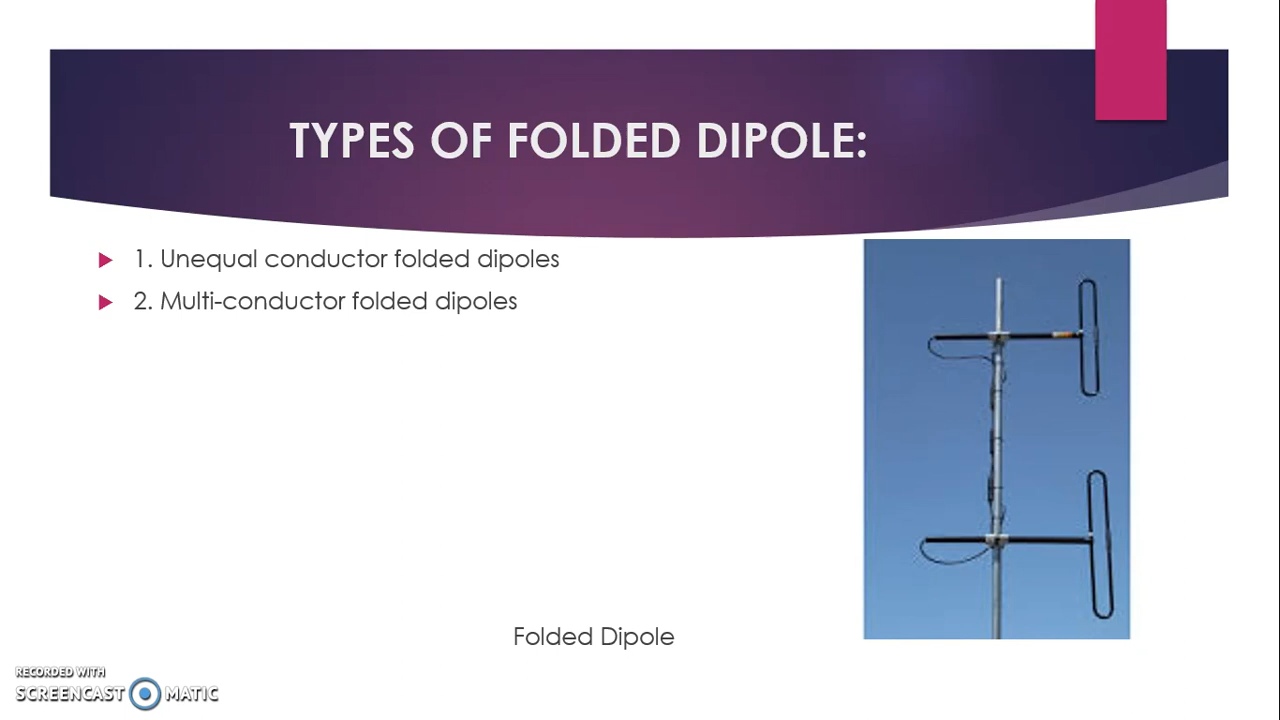 TYPES OF FOLDED DIPOLE:
1. Unequal conductor folded dipoles
2. Multi-conductor folded dipoles
Folded Dipole
RECORDED WITH
SCREENCAST MATIC